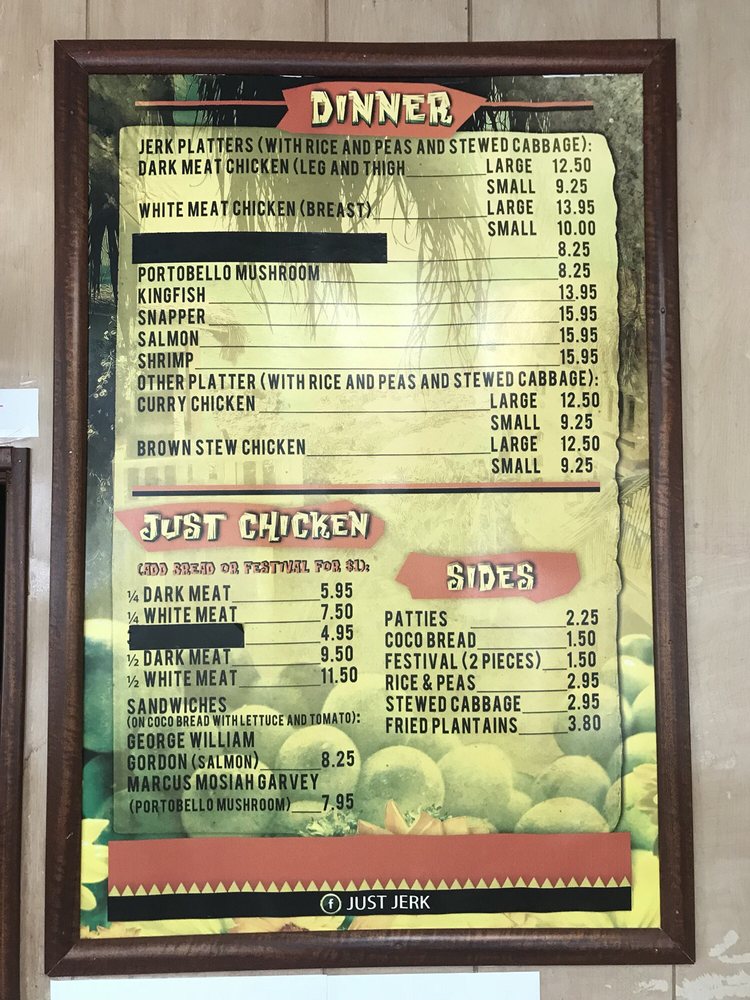 DINNER
JERK PLATTERS (WITH RICE AND PEAS AND STEWED CABBAGE):
DARK MEAT CHICKEN (LEG AND THIGH LARGE 12.50
SMALL 9.25
WHITE MEAT CHICKEN (BREAST) LARGE 13.95
SMALL 10.00
8.25
PORTOBELLO MUSHROOM 8.25
KINGFISH 13.95
SNAPPER 15.95
SALMON 15.95
SHRIMP 15.95
OTHER PLATTER (WITH RICE AND PEAS AND STEWED CABBAGE):
CURRY CHICKEN LARGE 12.50
SMALL 9.25
BROWN STEW CHICKEN LARGE 12.50
SMALL 9.25
JUST CHICKEN
(ADD BREAD OR FESTIVAL FOR $1):
¼ DARK MEAT 5.95
¼ WHITE MEAT 7.50
4.95
½ DARK MEAT 9.50
½ WHITE MEAT 11.50
SANDWICHES
(ON COCO BREAD WITH LETTUCE AND TOMATO):
GEORGE WILLIAM
GORDON (SALMON) 8.25
MARCUS MOSIAH GARVEY
(PORTOBELLO MUSHROOM) 7.95
SIDES
PATTIES 2.25
COCO BREAD 1.50
FESTIVAL (2 PIECES) 1.50
RICE & PEAS 2.95
STEWED CABBAGE 2.95
FRIED PLANTAINS 3.80
f JUST JERK